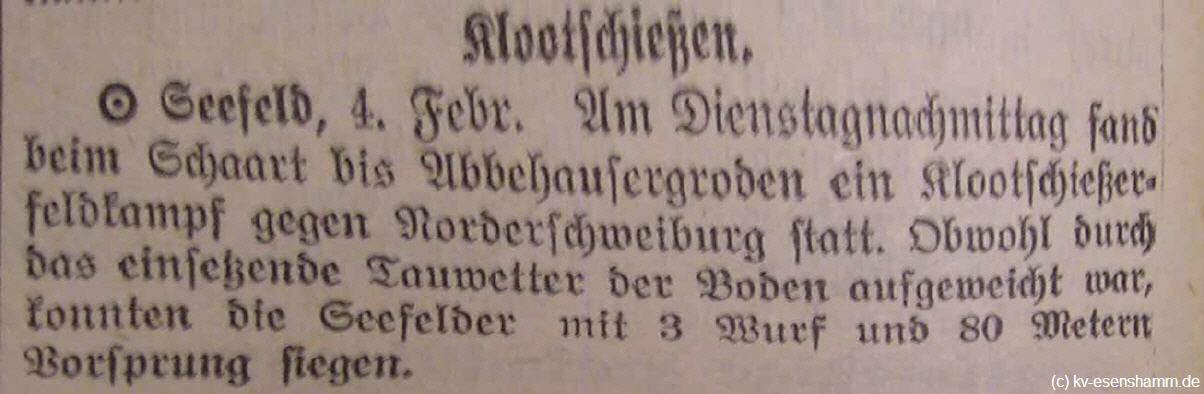 Klootſchießen.
⊙ Seefeld, 4. Febr. Am Dienstagnachmittag fand
beim Schaart bis Abbehauſergroden ein Klootſchießer-
feldkampf gegen Norderſchweiburg ſtatt. Obwohl durch
das einſetzende Tauwetter der Boden aufgeweicht war,
konnten die Seefelder mit 3 Wurf und 80 Metern
Vorſprung ſiegen.
(c) kv-esenshamm.de